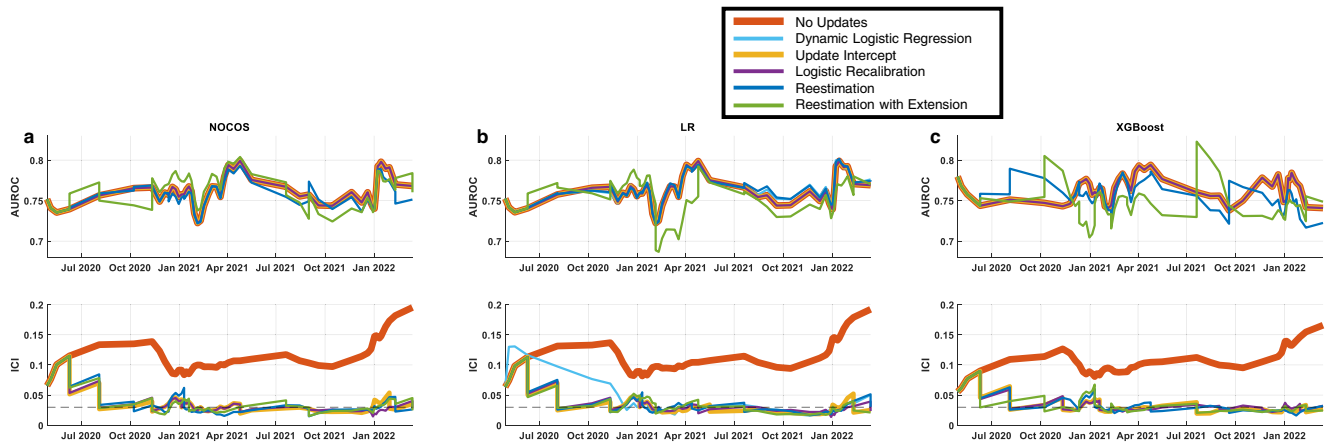 No Updates
Dynamic Logistic Regression
Update Intercept
Logistic Recalibration
Reestimation
Reestimation with Extension
a
NOCOS
b
LR
c
XGBoost
AUROC
0.8
0.75
0.7
Jul 2020 Oct 2020 Jan 2021 Apr 2021 Jul 2021 Oct 2021 Jan 2022
AUROC
0.8
0.75
0.7
Jul 2020 Oct 2020 Jan 2021 Apr 2021 Jul 2021 Oct 2021 Jan 2022
AUROC
0.8
0.75
0.7
Jul 2020 Oct 2020 Jan 2021 Apr 2021 Jul 2021 Oct 2021 Jan 2022
ICI
0.2
0.15
0.1
0.05
0
Jul 2020 Oct 2020 Jan 2021 Apr 2021 Jul 2021 Oct 2021 Jan 2022
ICI
0.2
0.15
0.1
0.05
0
Jul 2020 Oct 2020 Jan 2021 Apr 2021 Jul 2021 Oct 2021 Jan 2022
ICI
0.2
0.15
0.1
0.05
0
Jul 2020 Oct 2020 Jan 2021 Apr 2021 Jul 2021 Oct 2021 Jan 2022